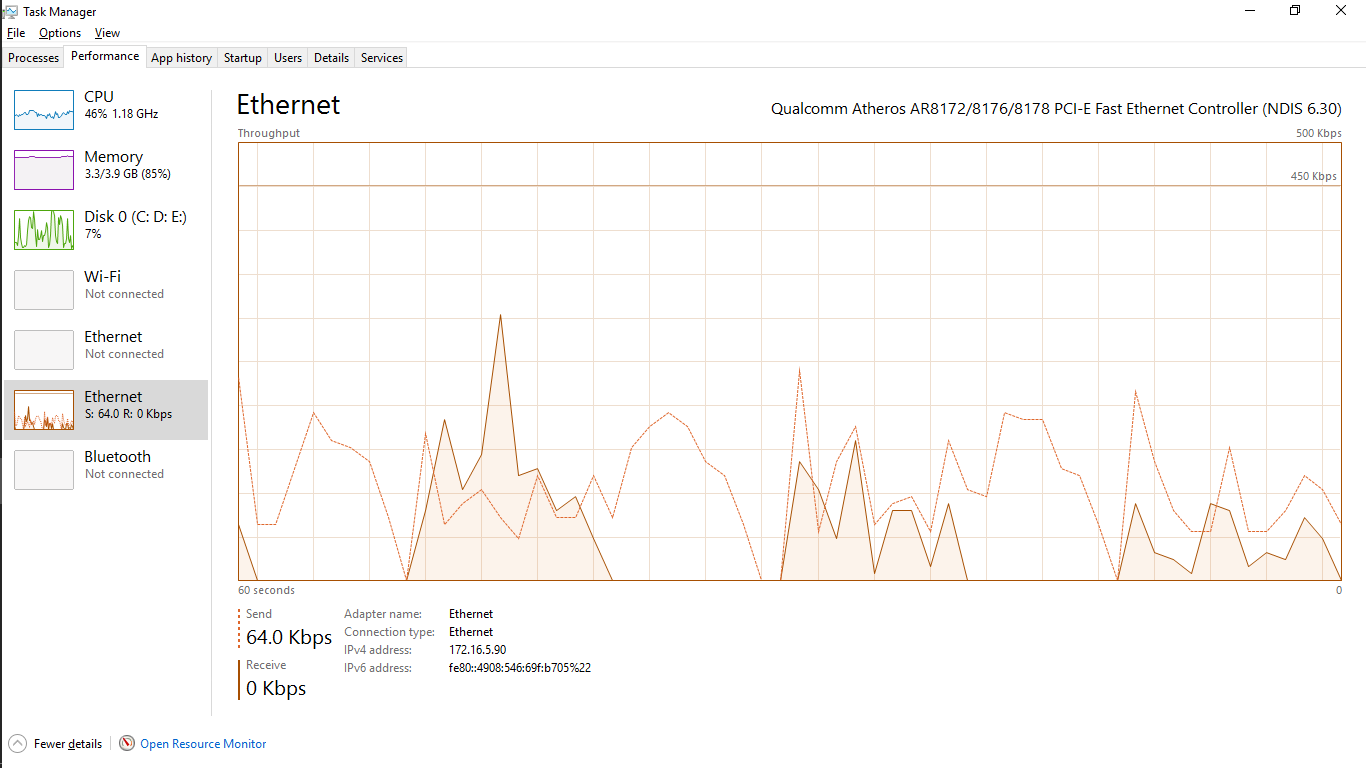 Task Manager
File Options View
Processes Performance App history Startup Users Details Services
CPU
46% 1.18 GHz
Memory
3.3/3.9 GB (85%)
Disk 0 (C: D: E:)
7%
Wi-Fi
Not connected
Ethernet
Not connected
Ethernet
S: 64.0 R: 0 Kbps
Bluetooth
Not connected
Ethernet
Qualcomm Atheros AR8172/8176/8178 PCI-E Fast Ethernet Controller (NDIS 6.30)
Throughput
500 Kbps
450 Kbps
60 seconds
0
Send
64.0 Kbps
Receive
0 Kbps
Adapter name: Ethernet
Connection type: Ethernet
IPv4 address: 172.16.5.90
IPv6 address: fe80::4908:546:69f:b705%22
Fewer details
Open Resource Monitor